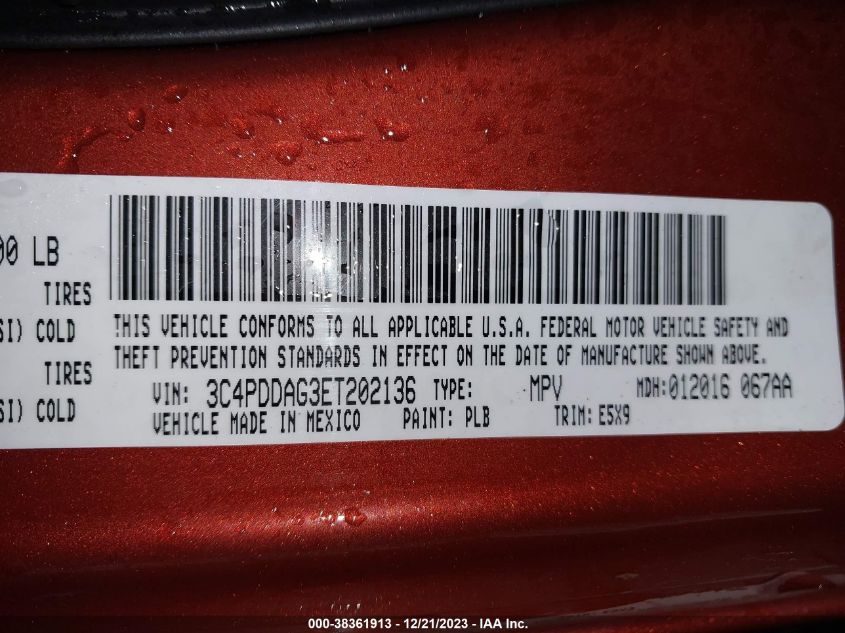 00 LB
TIRES
SI) COLD
TIRES
SI) COLD
THIS VEHICLE CONFORMS TO ALL APPLICABLE U.S.A. FEDERAL MOTOR VEHICLE SAFETY AND
THEFT PREVENTION STANDARDS IN EFFECT ON THE DATE OF MANUFACTURE SHOWN ABOVE.
VIN: 3C4PDDAG3ET202136 TYPE: MPV MDH:012016 067AA
VEHICLE MADE IN MEXICO PAINT: PLB TRIM: E5X9
000-38361913 - 12/21/2023 - IAA Inc.